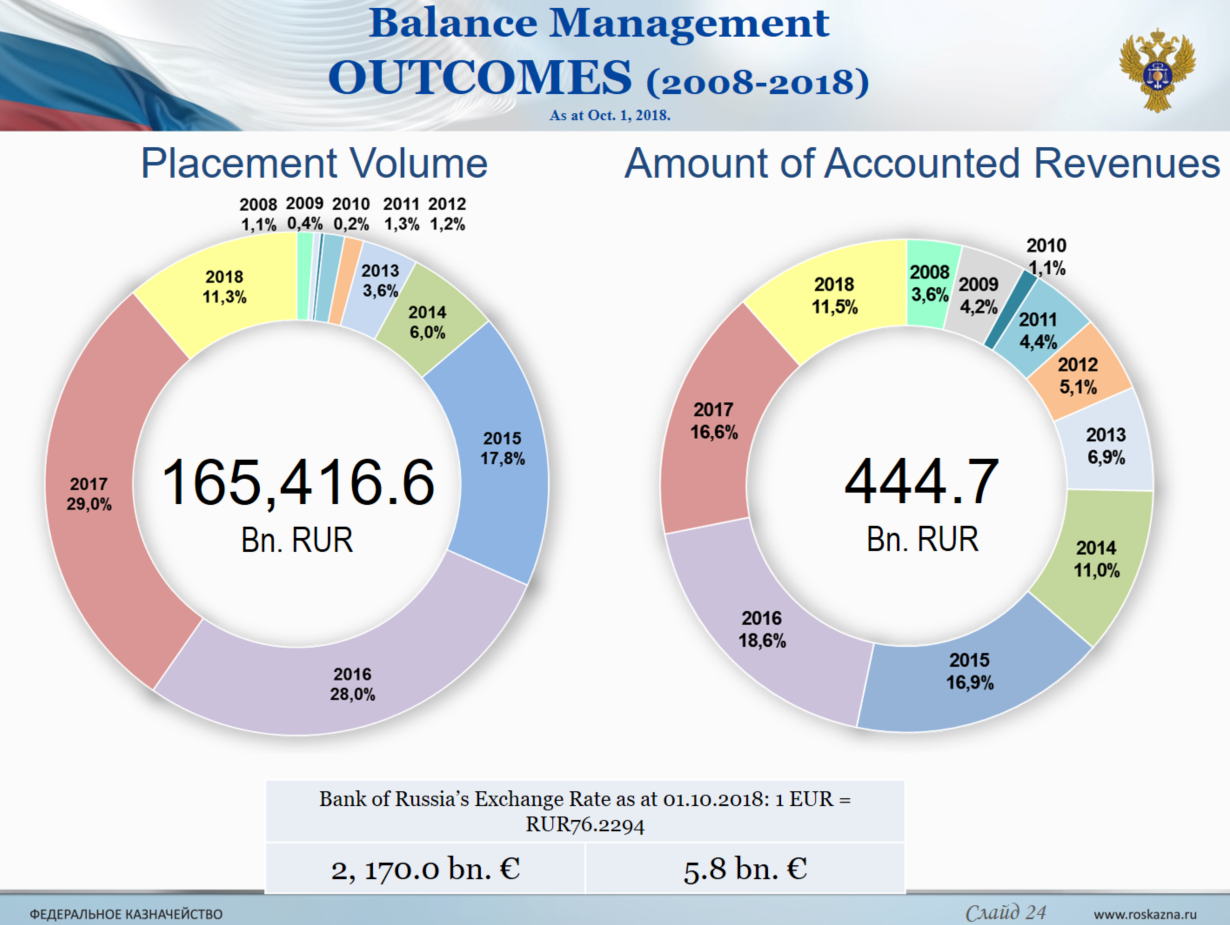 Balance Management
OUTCOMES (2008-2018)
As at Oct. 1, 2018.
Placement Volume
2008 2009 2010 2011 2012
1,1% 0,4% 0,2% 1,3% 1,2%
2013
3,6%
2014
6,0%
2015
17,8%
2016
28,0%
2017
29,0%
2018
11,3%
165,416.6
Bn. RUR
Amount of Accounted Revenues
2008
3,6%
2009
4,2%
2010
1,1%
2011
4,4%
2012
5,1%
2013
6,9%
2014
11,0%
2015
16,9%
2016
18,6%
2017
16,6%
2018
11,5%
444.7
Bn. RUR
Bank of Russia’s Exchange Rate as at 01.10.2018: 1 EUR =
RUR76.2294
2, 170.0 bn. €
5.8 bn. €
ФЕДЕРАЛЬНОЕ КАЗНАЧЕЙСТВО
Слайд 24
www.roskazna.ru